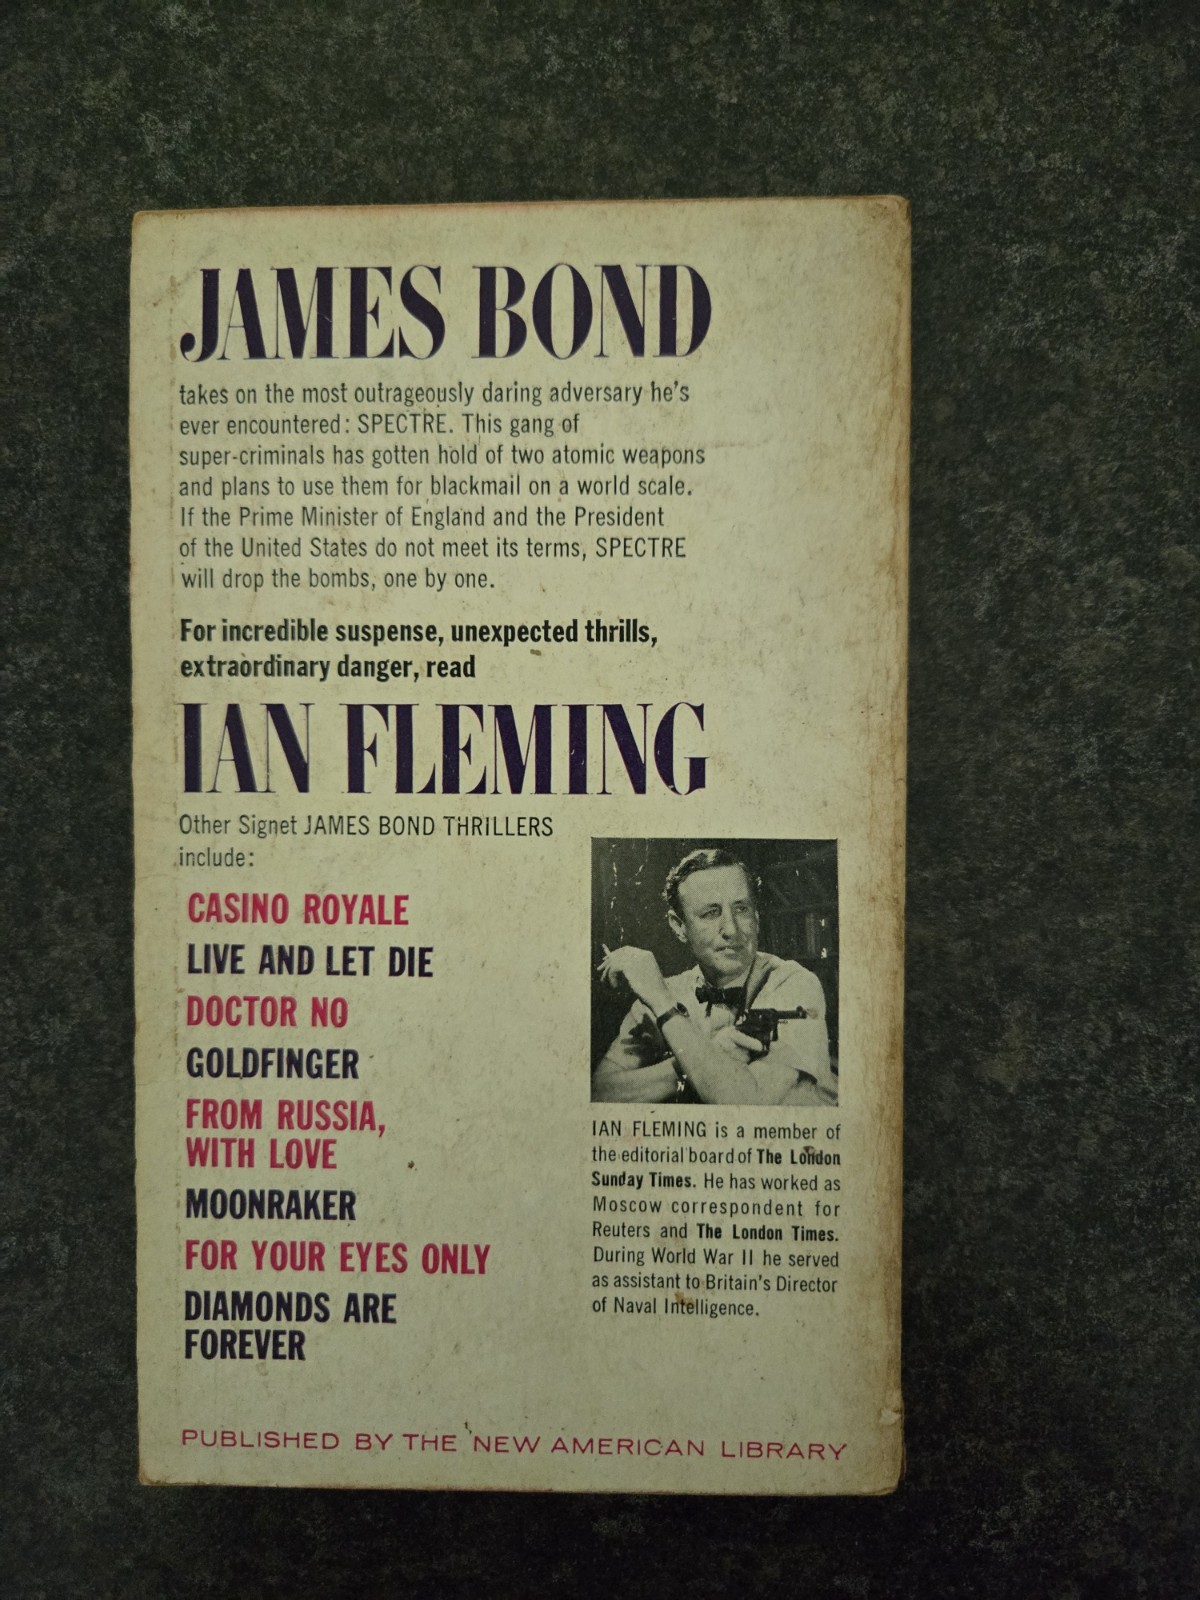 JAMES BOND
takes on the most outrageously daring adversary he's
ever encountered: SPECTRE. This gang of
super-criminals has gotten hold of two atomic weapons
and plans to use them for blackmail on a world scale.
If the Prime Minister of England and the President
of the United States do not meet its terms, SPECTRE
will drop the bombs, one by one.
For incredible suspense, unexpected thrills,
extraordinary danger, read
IAN FLEMING
Other Signet JAMES BOND THRILLERS
include:
CASINO ROYALE
LIVE AND LET DIE
DOCTOR NO
GOLDFINGER
FROM RUSSIA,
WITH LOVE
MOONRAKER
FOR YOUR EYES ONLY
DIAMONDS ARE
FOREVER
IAN FLEMING is a member of
the editorial board of The London
Sunday Times. He has worked as
Moscow correspondent for
Reuters and The London Times.
During World War II he served
as assistant to Britain's Director
of Naval Intelligence.
PUBLISHED BY THE NEW AMERICAN LIBRARY